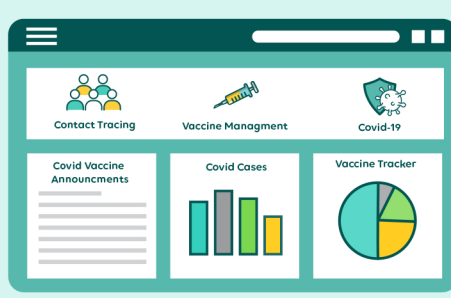 Contact Tracing
Vaccine Managment
Covid-19
Covid Vaccine
Announcments
Covid Cases
Vaccine Tracker